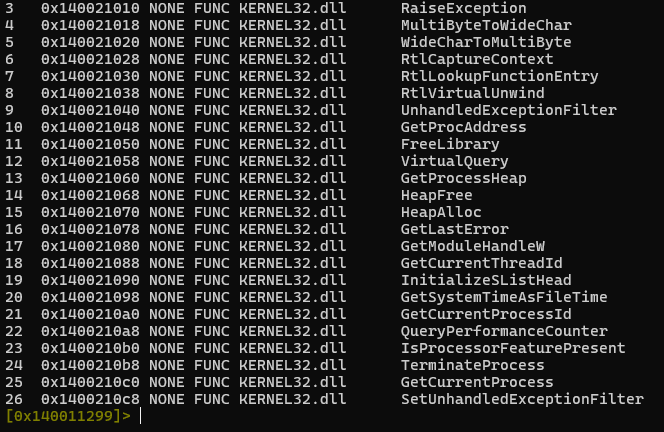 3 0x140021010 NONE FUNC KERNEL32.dll RaiseException
4 0x140021018 NONE FUNC KERNEL32.dll MultiByteToWideChar
5 0x140021020 NONE FUNC KERNEL32.dll WideCharToMultiByte
6 0x140021028 NONE FUNC KERNEL32.dll RtlCaptureContext
7 0x140021030 NONE FUNC KERNEL32.dll RtlLookupFunctionEntry
8 0x140021038 NONE FUNC KERNEL32.dll RtlVirtualUnwind
9 0x140021040 NONE FUNC KERNEL32.dll UnhandledExceptionFilter
10 0x140021048 NONE FUNC KERNEL32.dll GetProcAddress
11 0x140021050 NONE FUNC KERNEL32.dll FreeLibrary
12 0x140021058 NONE FUNC KERNEL32.dll VirtualQuery
13 0x140021060 NONE FUNC KERNEL32.dll GetProcessHeap
14 0x140021068 NONE FUNC KERNEL32.dll HeapFree
15 0x140021070 NONE FUNC KERNEL32.dll HeapAlloc
16 0x140021078 NONE FUNC KERNEL32.dll GetLastError
17 0x140021080 NONE FUNC KERNEL32.dll GetModuleHandleW
18 0x140021088 NONE FUNC KERNEL32.dll GetCurrentThreadId
19 0x140021090 NONE FUNC KERNEL32.dll InitializeSListHead
20 0x140021098 NONE FUNC KERNEL32.dll GetSystemTimeAsFileTime
21 0x1400210a0 NONE FUNC KERNEL32.dll GetCurrentProcessId
22 0x1400210a8 NONE FUNC KERNEL32.dll QueryPerformanceCounter
23 0x1400210b0 NONE FUNC KERNEL32.dll IsProcessorFeaturePresent
24 0x1400210b8 NONE FUNC KERNEL32.dll TerminateProcess
25 0x1400210c0 NONE FUNC KERNEL32.dll GetCurrentProcess
26 0x1400210c8 NONE FUNC KERNEL32.dll SetUnhandledExceptionFilter
[0x140011299]>